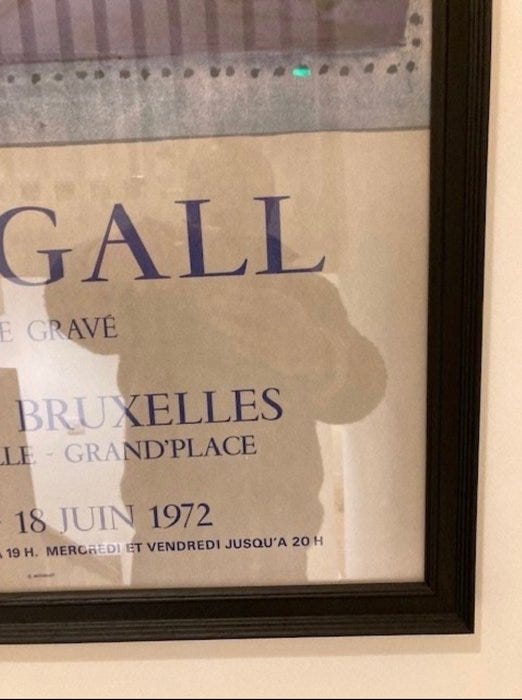 GALL
E GRAVÉ
BRUXELLES
LLE - GRAND'PLACE
18 JUIN 1972
A 19 H. MERCREDI ET VENDREDI JUSQU'A 20 H